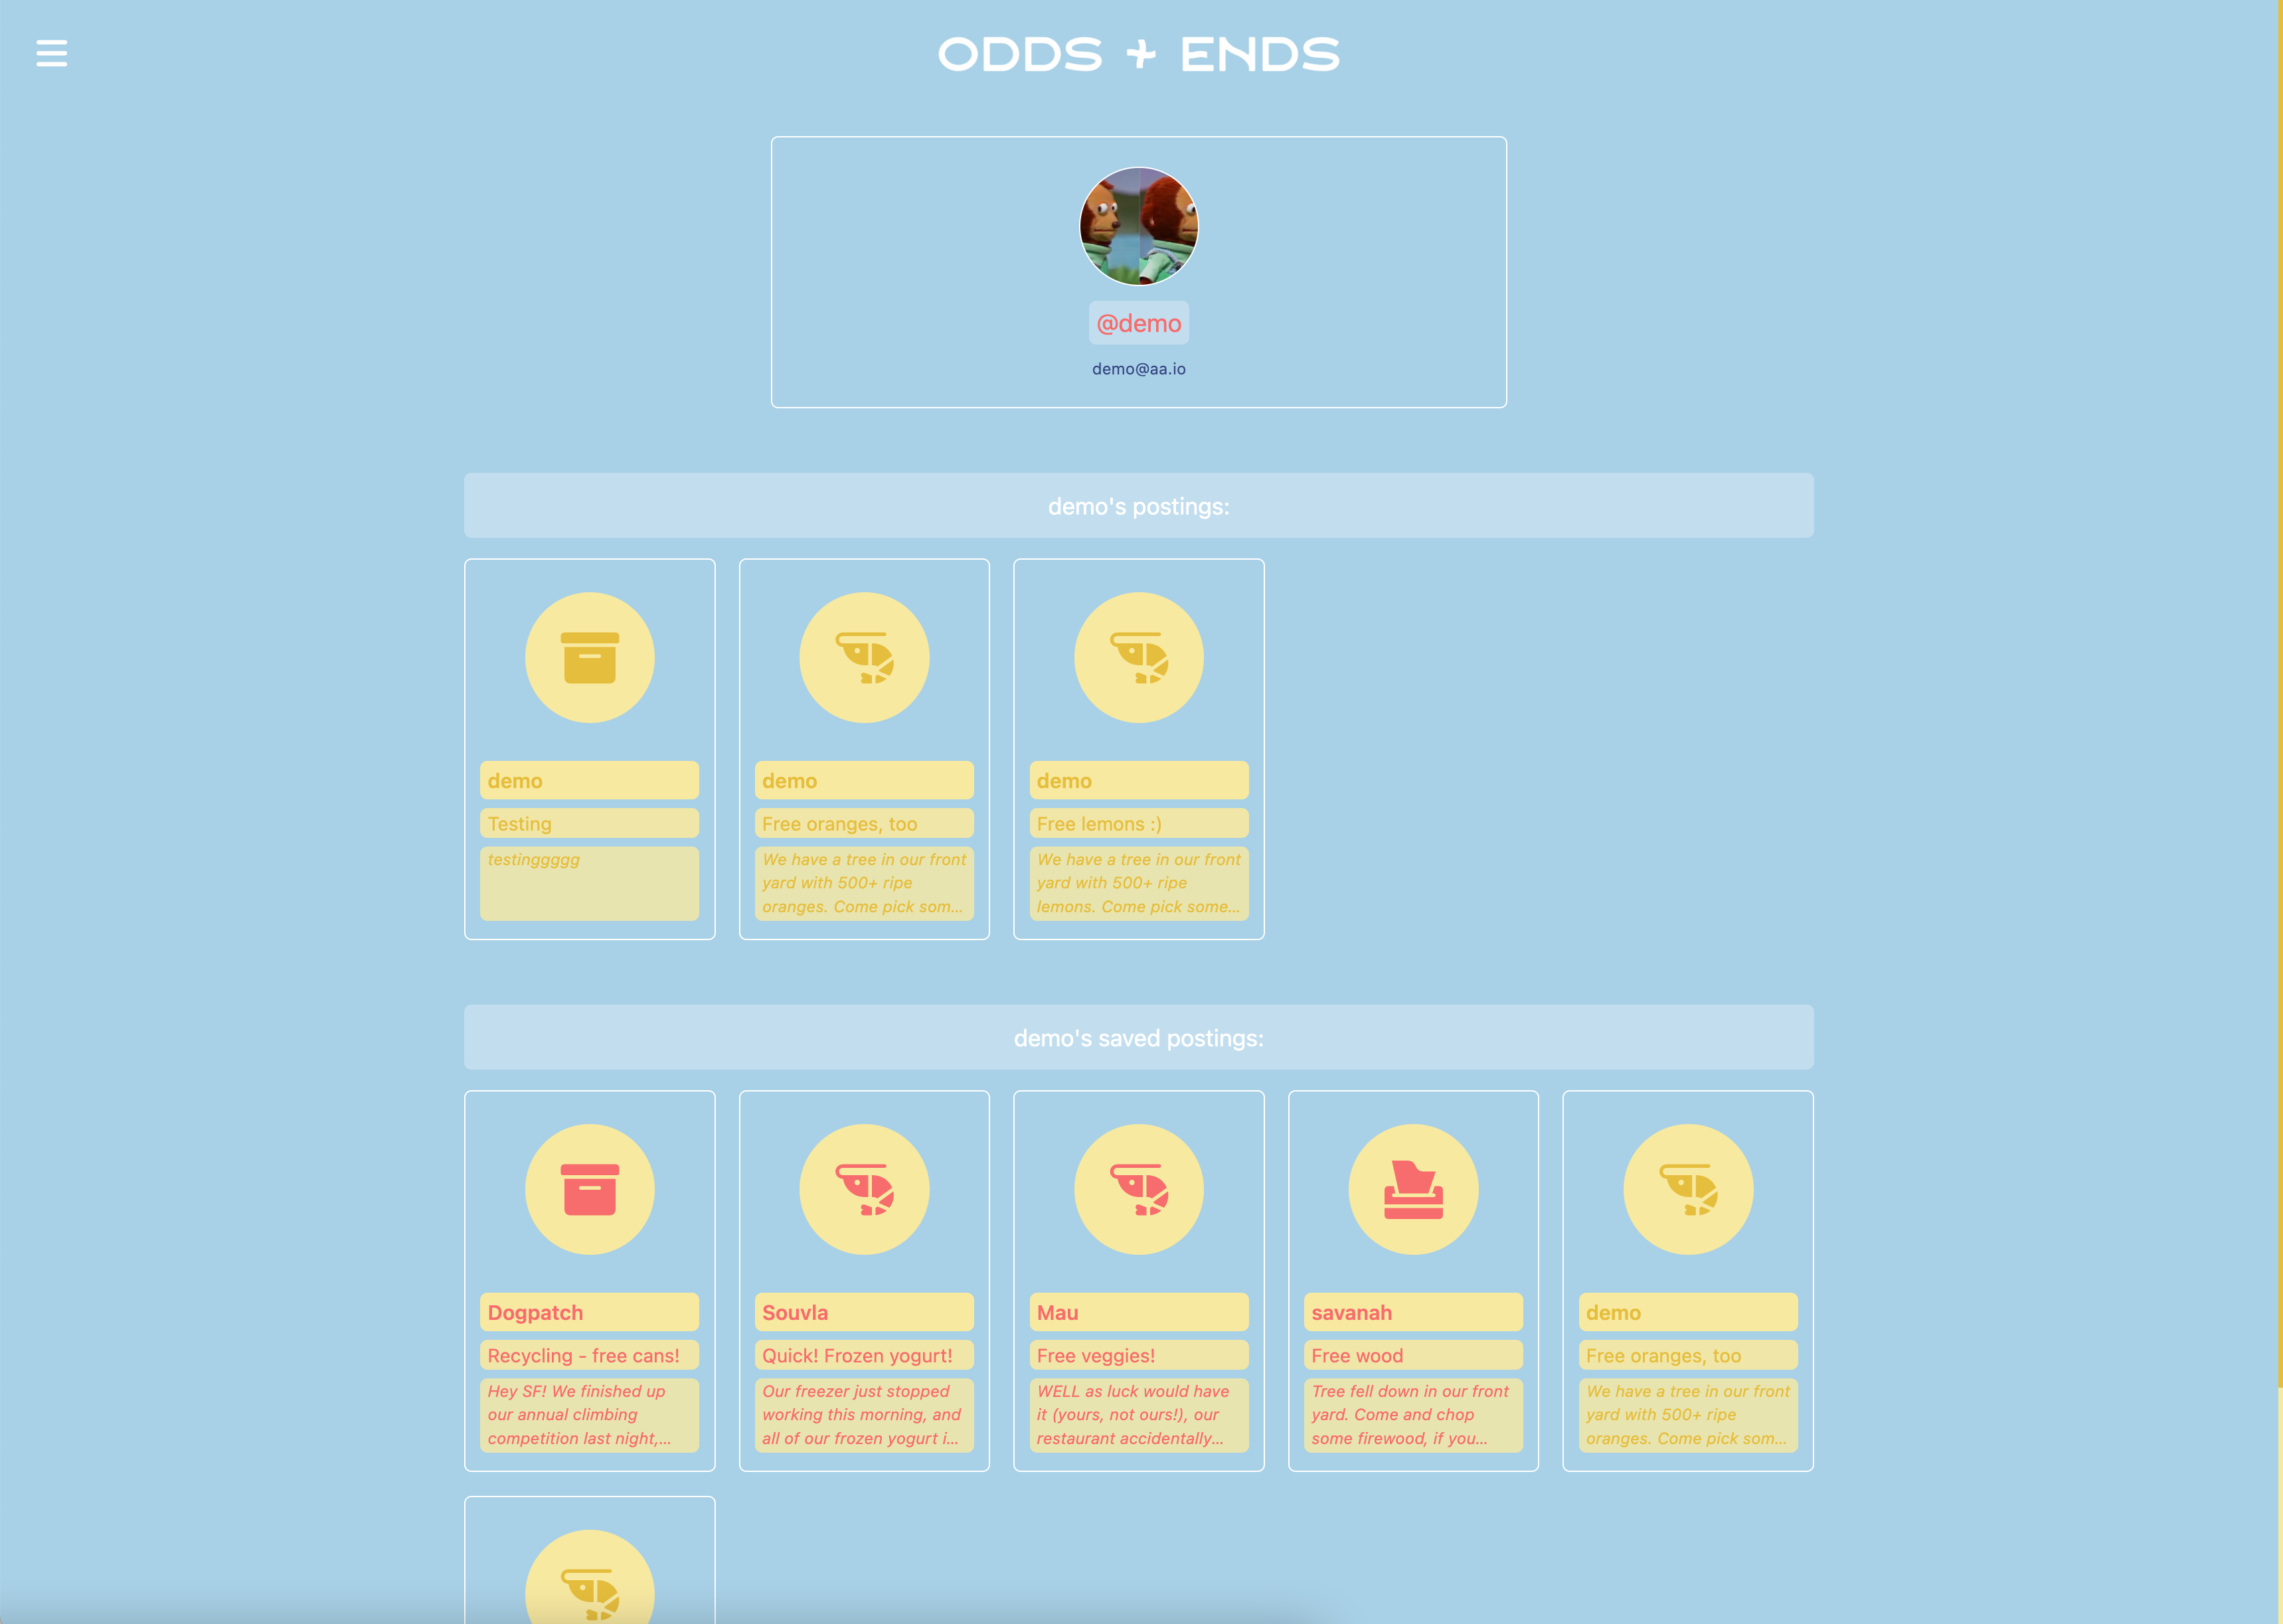 ODDS + ENDS
@demo
demo@aa.io
demo's postings:
demo
Testing
testinggggg
demo
Free oranges, too
We have a tree in our front
yard with 500+ ripe
oranges. Come pick som...
demo
Free lemons :)
We have a tree in our front
yard with 500+ ripe
lemons. Come pick some...
demo's saved postings:
Dogpatch
Recycling - free cans!
Hey SF! We finished up
our annual climbing
competition last night,...
Souvla
Quick! Frozen yogurt!
Our freezer just stopped
working this morning, and
all of our frozen yogurt i...
Mau
Free veggies!
WELL as luck would have
it (yours, not ours!), our
restaurant accidentally...
savanah
Free wood
Tree fell down in our front
yard. Come and chop
some firewood, if you...
demo
Free oranges, too
We have a tree in our front
yard with 500+ ripe
oranges. Come pick som...